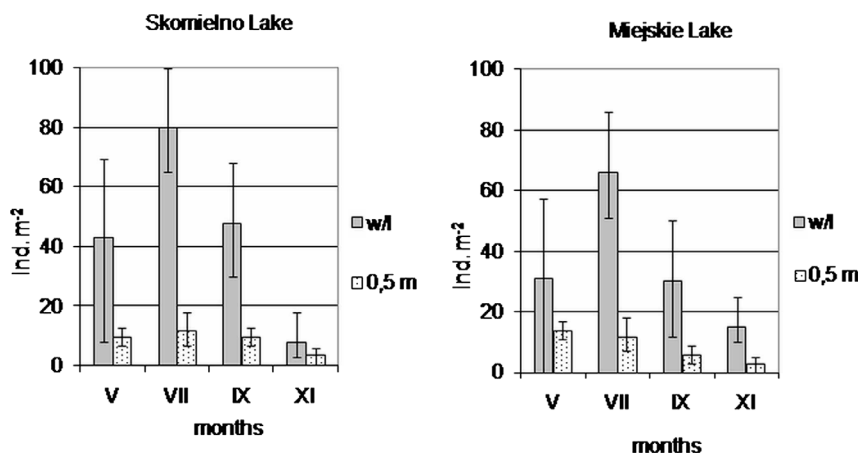 Skomielno Lake
100
80
60
40
20
0
Ind. m-2
V VII IX XI
months
w/l
0,5 m
Miejskie Lake
100
80
60
40
20
0
Ind. m-2
V VII IX XI
months
w/l
0,5 m